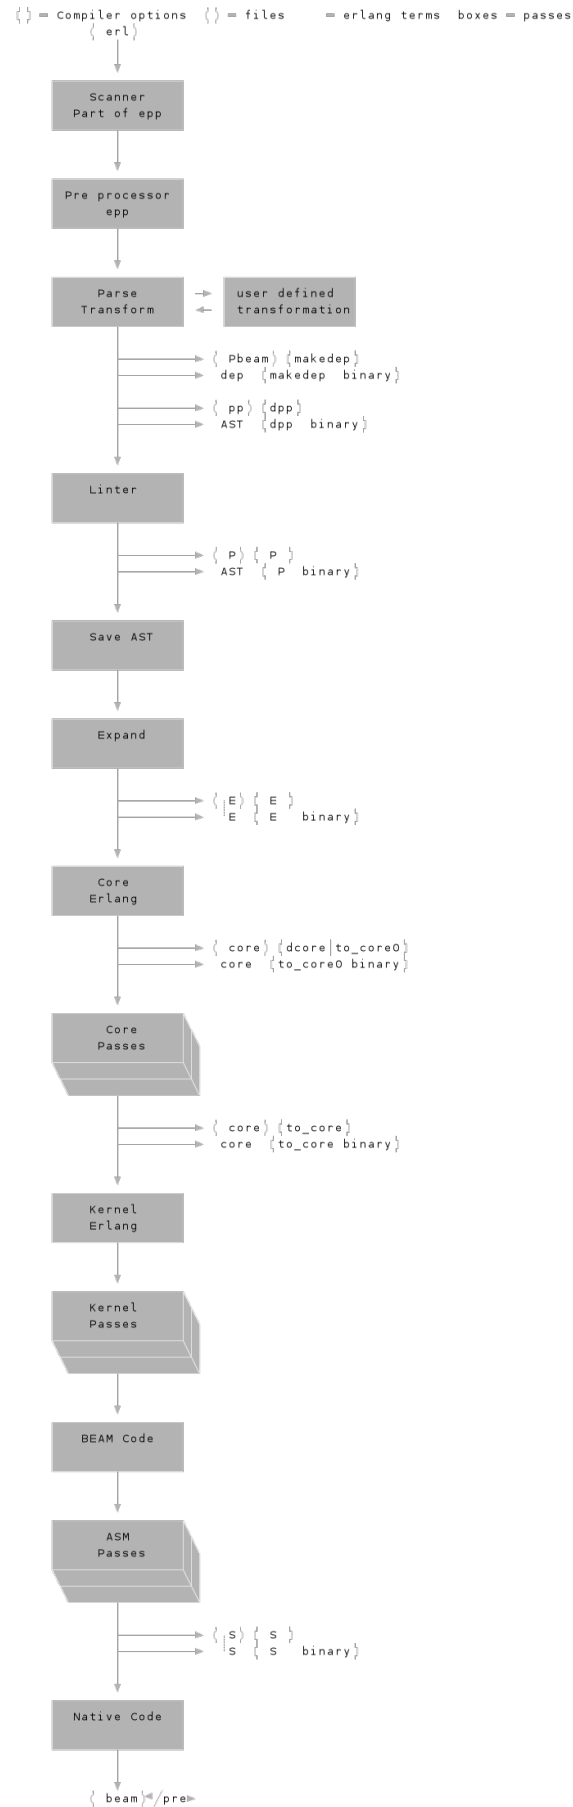 [] = Compiler options () = files = erlang terms boxes = passes
( erl)
Scanner
Part of epp
Pre processor
epp
Parse
Transform
user defined
transformation
( Pbeam) [makedep]
dep [makedep binary]
( pp) [dpp]
AST [dpp binary]
Linter
( P) [ P ]
AST [ P binary]
Save AST
Expand
( E) [ E ]
E [ E binary]
Core
Erlang
( core) [dcore|to_core0]
core [to_core0 binary]
Core
Passes
( core) [to_core]
core [to_core binary]
Kernel
Erlang
Kernel
Passes
BEAM Code
ASM
Passes
( S) [ S ]
S [ S binary]
Native Code
( beam) /pre